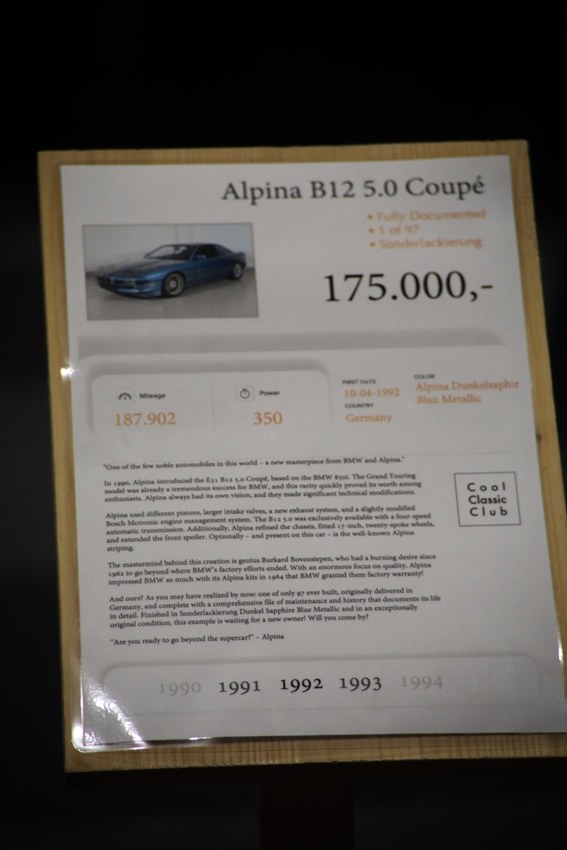 Alpina B12 5.0 Coupé
• Fully Documented
• 1 of 97
• Sonderlackierung
175.000,-
Mileage
187.902
Power
350
FIRST DATE
10-04-1992
COUNTRY
Germany
COLOR
Alpina Dunkelsaphir
Blau Metallic
"One of the few noble automobiles in this world – a new masterpiece from BMW and Alpina."
In 1990, Alpina introduced the E31 B12 5.0 Coupé, based on the BMW 850i. The Grand Touring
model was already a tremendous success for BMW, and this rarity quickly proved its worth among
enthusiasts. Alpina always had its own vision, and they made significant technical modifications.
Alpina used different pistons, larger intake valves, a new exhaust system, and a slightly modified
Bosch Motronic engine management system. The B12 5.0 was exclusively available with a four-speed
automatic transmission. Additionally, Alpina refined the chassis, fitted 17-inch, twenty-spoke wheels,
and extended the front spoiler. Optionally – and present on this car – is the well-known Alpina
striping.
The mastermind behind this creation is genius Burkard Bovensiepen, who had a burning desire since
1962 to go beyond where BMW's factory efforts ended. With an enormous focus on quality, Alpina
impressed BMW so much with its Alpina kits in 1964 that BMW granted them factory warranty!
And ours? As you may have realized by now: one of only 97 ever built, originally delivered in
Germany, and complete with a comprehensive file of maintenance and history that documents its life
in detail. Finished in Sonderlackierung Dunkel Sapphire Blue Metallic and in an exceptionally
original condition, this example is waiting for a new owner! Will you come by?
"Are you ready to go beyond the supercar?" – Alpina
Cool
Classic
Club
1990 1991 1992 1993 1994